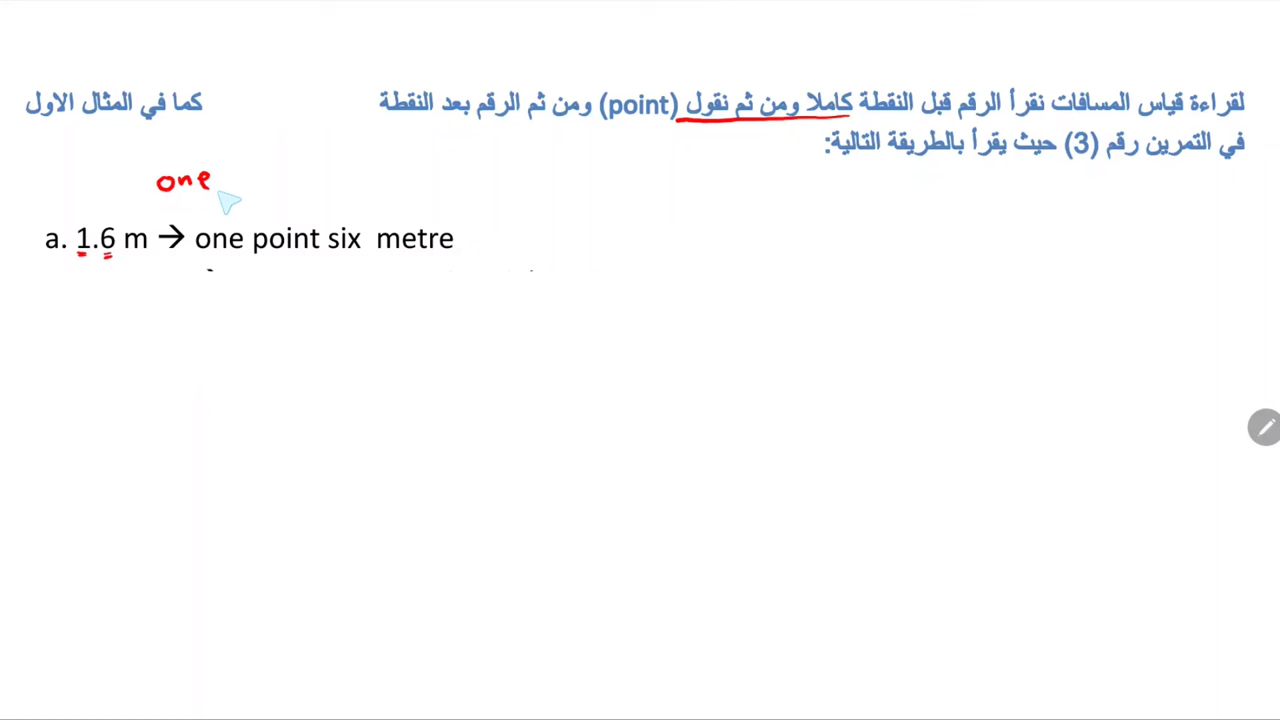 لقراءة قياس المسافات نقرأ الرقم قبل النقطة كاملا ومن ثم نقول (point) ومن ثم الرقم بعد النقطة كما في المثال الاول
في التمرين رقم (3) حيث يقرأ بالطريقة التالية:
one
a. 1.6 m → one point six metre